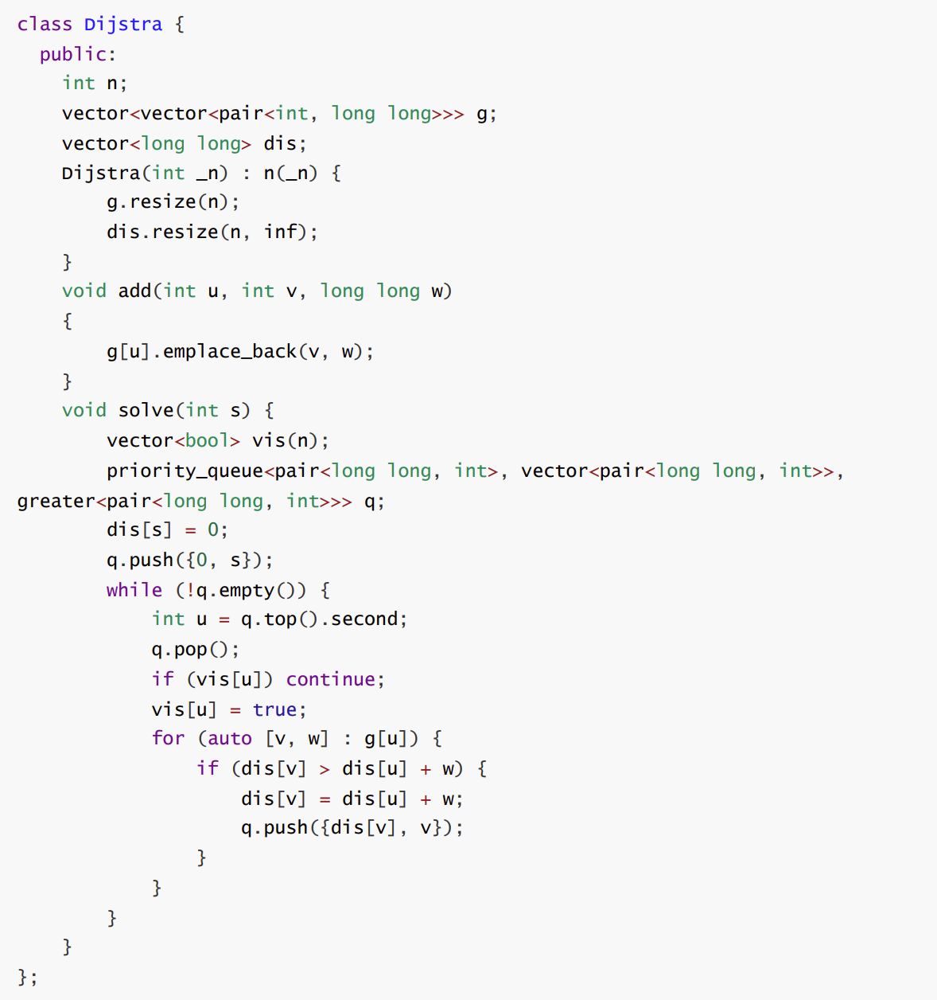 class Dijstra {
  public:
    int n;
    vector<vector<pair<int, long long>>> g;
    vector<long long> dis;
    Dijstra(int _n) : n(_n) {
        g.resize(n);
        dis.resize(n, inf);
    }
    void add(int u, int v, long long w)
    {
        g[u].emplace_back(v, w);
    }
    void solve(int s) {
        vector<bool> vis(n);
        priority_queue<pair<long long, int>, vector<pair<long long, int>>,
greater<pair<long long, int>>> q;
        dis[s] = 0;
        q.push({0, s});
        while (!q.empty()) {
            int u = q.top().second;
            q.pop();
            if (vis[u]) continue;
            vis[u] = true;
            for (auto [v, w] : g[u]) {
                if (dis[v] > dis[u] + w) {
                    dis[v] = dis[u] + w;
                    q.push({dis[v], v});
                }
            }
        }
    }
};